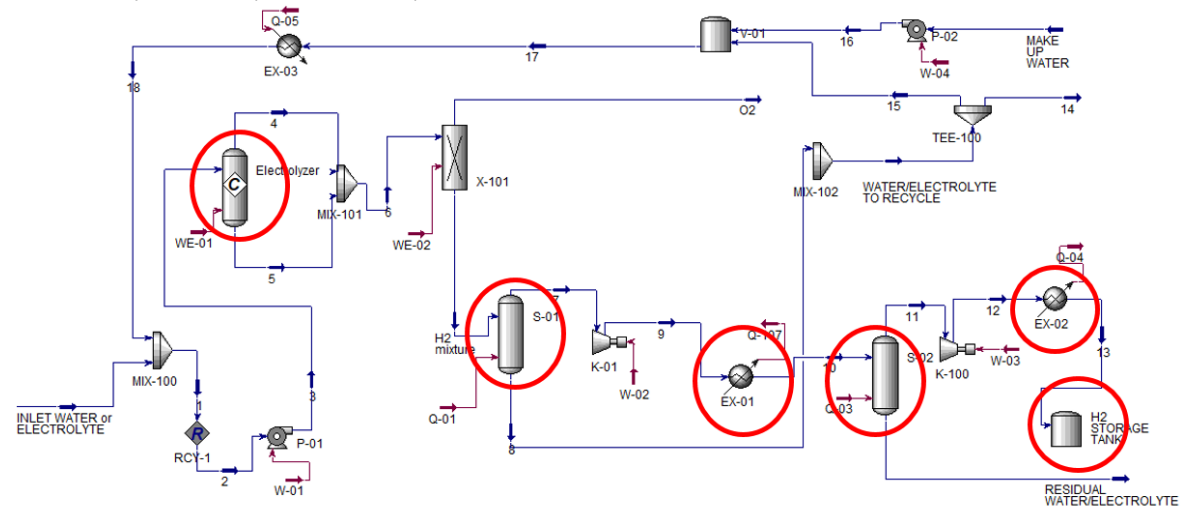 Q-05
EX-03
17
V-01
16
P-02
MAKE
UP
WATER
W-04
18
4
Electrolyzer
MIX-101
6
X-101
O2
15
TEE-100
14
MIX-102
WATER/ELECTROLYTE
TO RECYCLE
C
WE-01
5
WE-02
H2
mixture
S-01
7
K-01
9
W-02
Q-107
EX-01
10
Q-01
8
Q-03
S-02
11
K-100
12
W-03
Q-04
EX-02
13
H2
STORAGE
TANK
MIX-100
INLET WATER or
ELECTROLYTE
1
R
RCY-1
2
P-01
3
W-01
RESIDUAL
WATER/ELECTROLYTE